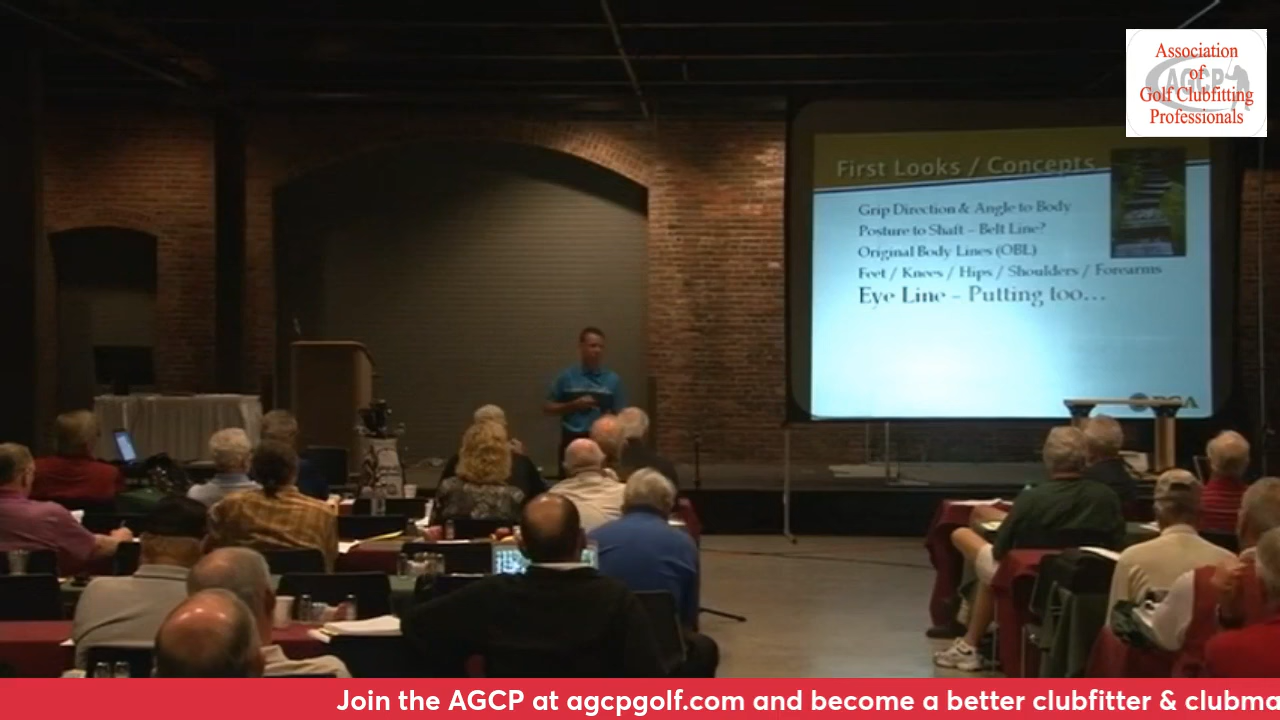 Association
of
AGCP
Golf Clubfitting
Professionals
First Looks / Concepts
Grip Direction & Angle to Body
Posture to Shaft – Belt Line?
Original Body Lines (OBL)
Feet / Knees / Hips / Shoulders / Forearms
Eye Line – Putting too...
PGA
Join the AGCP at agcpgolf.com and become a better clubfitter & clubma